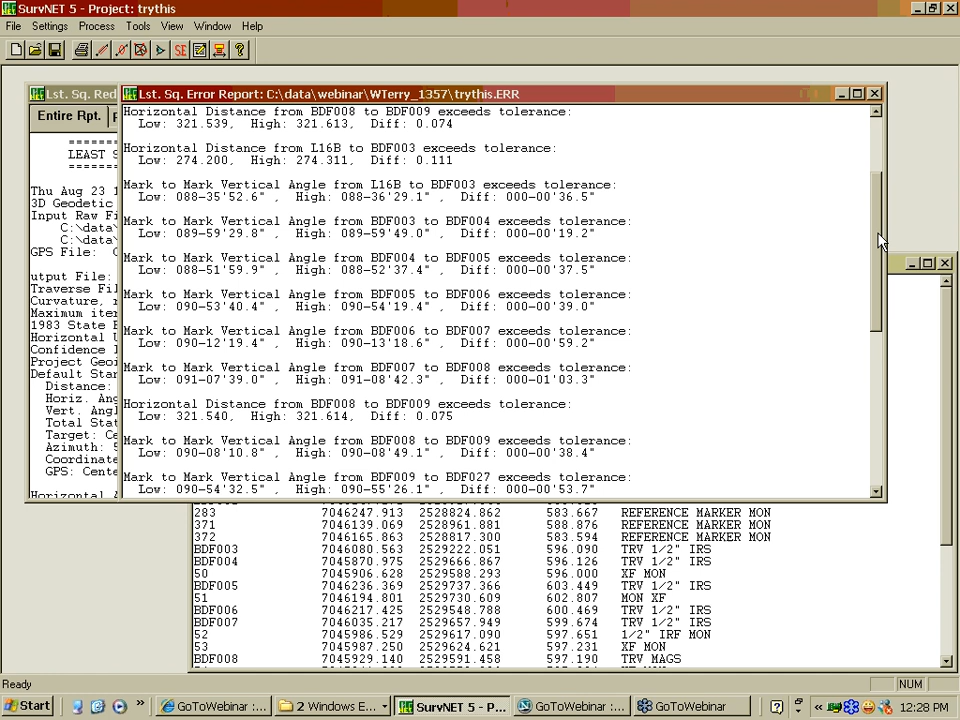 SurvNET 5 - Project: trythis
File Settings Process Tools View Window Help
SE
Lst. Sq. Red
Lst. Sq. Error Report: C:\data\webinar\WTerry_1357\trythis.ERR
Entire Rpt.
Horizontal Distance from BDF008 to BDF009 exceeds tolerance:
Low: 321.539, High: 321.613, Diff: 0.074
Horizontal Distance from L16B to BDF003 exceeds tolerance:
Low: 274.200, High: 274.311, Diff: 0.111
Mark to Mark Vertical Angle from L16B to BDF003 exceeds tolerance:
Low: 088-35'52.6" , High: 088-36'29.1" , Diff: 000-00'36.5"
Mark to Mark Vertical Angle from BDF003 to BDF004 exceeds tolerance:
Low: 089-59'29.8" , High: 089-59'49.0" , Diff: 000-00'19.2"
Mark to Mark Vertical Angle from BDF004 to BDF005 exceeds tolerance:
Low: 088-51'59.9" , High: 088-52'37.4" , Diff: 000-00'37.5"
Mark to Mark Vertical Angle from BDF005 to BDF006 exceeds tolerance:
Low: 090-53'40.4" , High: 090-54'19.4" , Diff: 000-00'39.0"
Mark to Mark Vertical Angle from BDF006 to BDF007 exceeds tolerance:
Low: 090-12'19.4" , High: 090-13'18.6" , Diff: 000-00'59.2"
Mark to Mark Vertical Angle from BDF007 to BDF008 exceeds tolerance:
Low: 091-07'39.0" , High: 091-08'42.3" , Diff: 000-01'03.3"
Horizontal Distance from BDF008 to BDF009 exceeds tolerance:
Low: 321.540, High: 321.614, Diff: 0.075
Mark to Mark Vertical Angle from BDF008 to BDF009 exceeds tolerance:
Low: 090-08'10.8" , High: 090-08'49.1" , Diff: 000-00'38.4"
Mark to Mark Vertical Angle from BDF009 to BDF027 exceeds tolerance:
Low: 090-54'32.5" , High: 090-55'26.1" , Diff: 000-00'53.7"
LEAST S
Thu Aug 23 1
3D Geodetic
Input Raw Fi
C:\data\
C:\data\
GPS File: C
utput File:
Traverse Fil
Curvature, r
Maximum iter
1983 State P
Horizontal U
Confidence I
Project Geoi
Default Star
Distance:
Horiz. Ang
Vert. Angl
Total Stat
Target: Ce
Azimuth: 5
Coordinate
GPS: Cente
Horizontal A
283 7046247.913 2528824.862 583.667 REFERENCE MARKER MON
371 7046139.069 2528961.881 588.876 REFERENCE MARKER MON
372 7046165.863 2528817.300 583.594 REFERENCE MARKER MON
BDF003 7046080.563 2529222.051 596.090 TRV 1/2" IRS
BDF004 7045870.975 2529666.867 596.126 TRV 1/2" IRS
50 7045906.628 2529588.293 596.000 XF MON
BDF005 7046236.369 2529737.366 603.449 TRV 1/2" IRS
51 7046194.801 2529730.609 602.807 MON XF
BDF006 7046217.425 2529548.788 600.469 TRV 1/2" IRS
BDF007 7046035.217 2529657.949 599.674 TRV 1/2" IRS
52 7045986.529 2529617.090 597.651 1/2" IRF MON
53 7045987.250 2529624.621 597.231 XF MON
BDF008 7045929.140 2529591.458 597.190 TRV MAGS
Ready
NUM
Start
GoToWebinar :...
2 Windows E...
SurvNET 5 - P...
GoToWebinar :...
GoToWebinar
12:28 PM